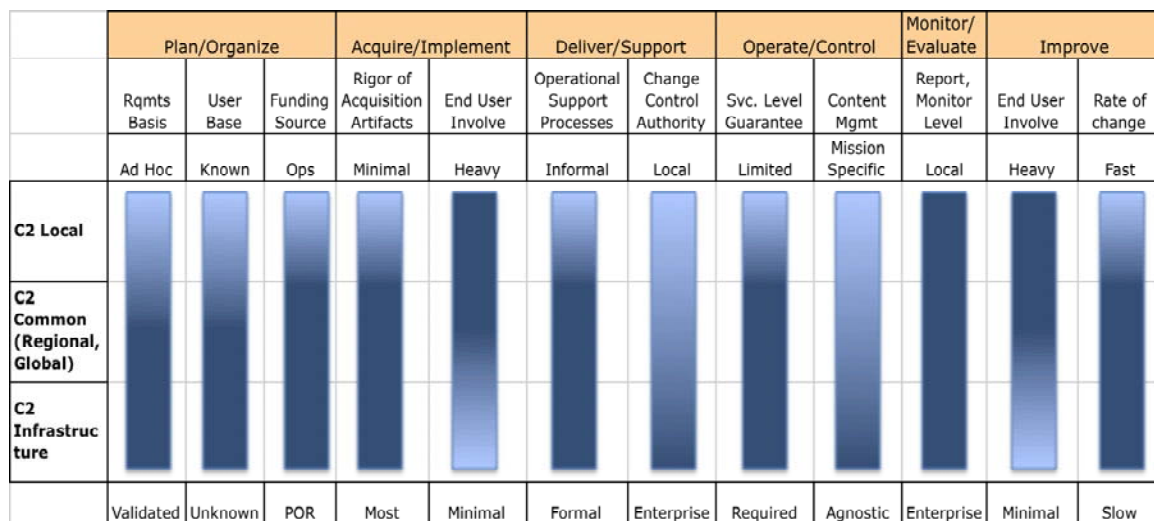 Plan/Organize Acquire/Implement Deliver/Support Operate/Control Monitor/ Evaluate Improve
Rqmts Basis User Base Funding Source Rigor of Acquisition Artifacts End User Involve Operational Support Processes Change Control Authority Svc. Level Guarantee Content Mgmt Report, Monitor Level End User Involve Rate of change
Ad Hoc Known Ops Minimal Heavy Informal Local Limited Mission Specific Local Heavy Fast
C2 Local
C2
Common
(Regional,
Global)
C2
Infrastruc
ture
Validated Unknown POR Most Minimal Formal Enterprise Required Agnostic Enterprise Minimal Slow